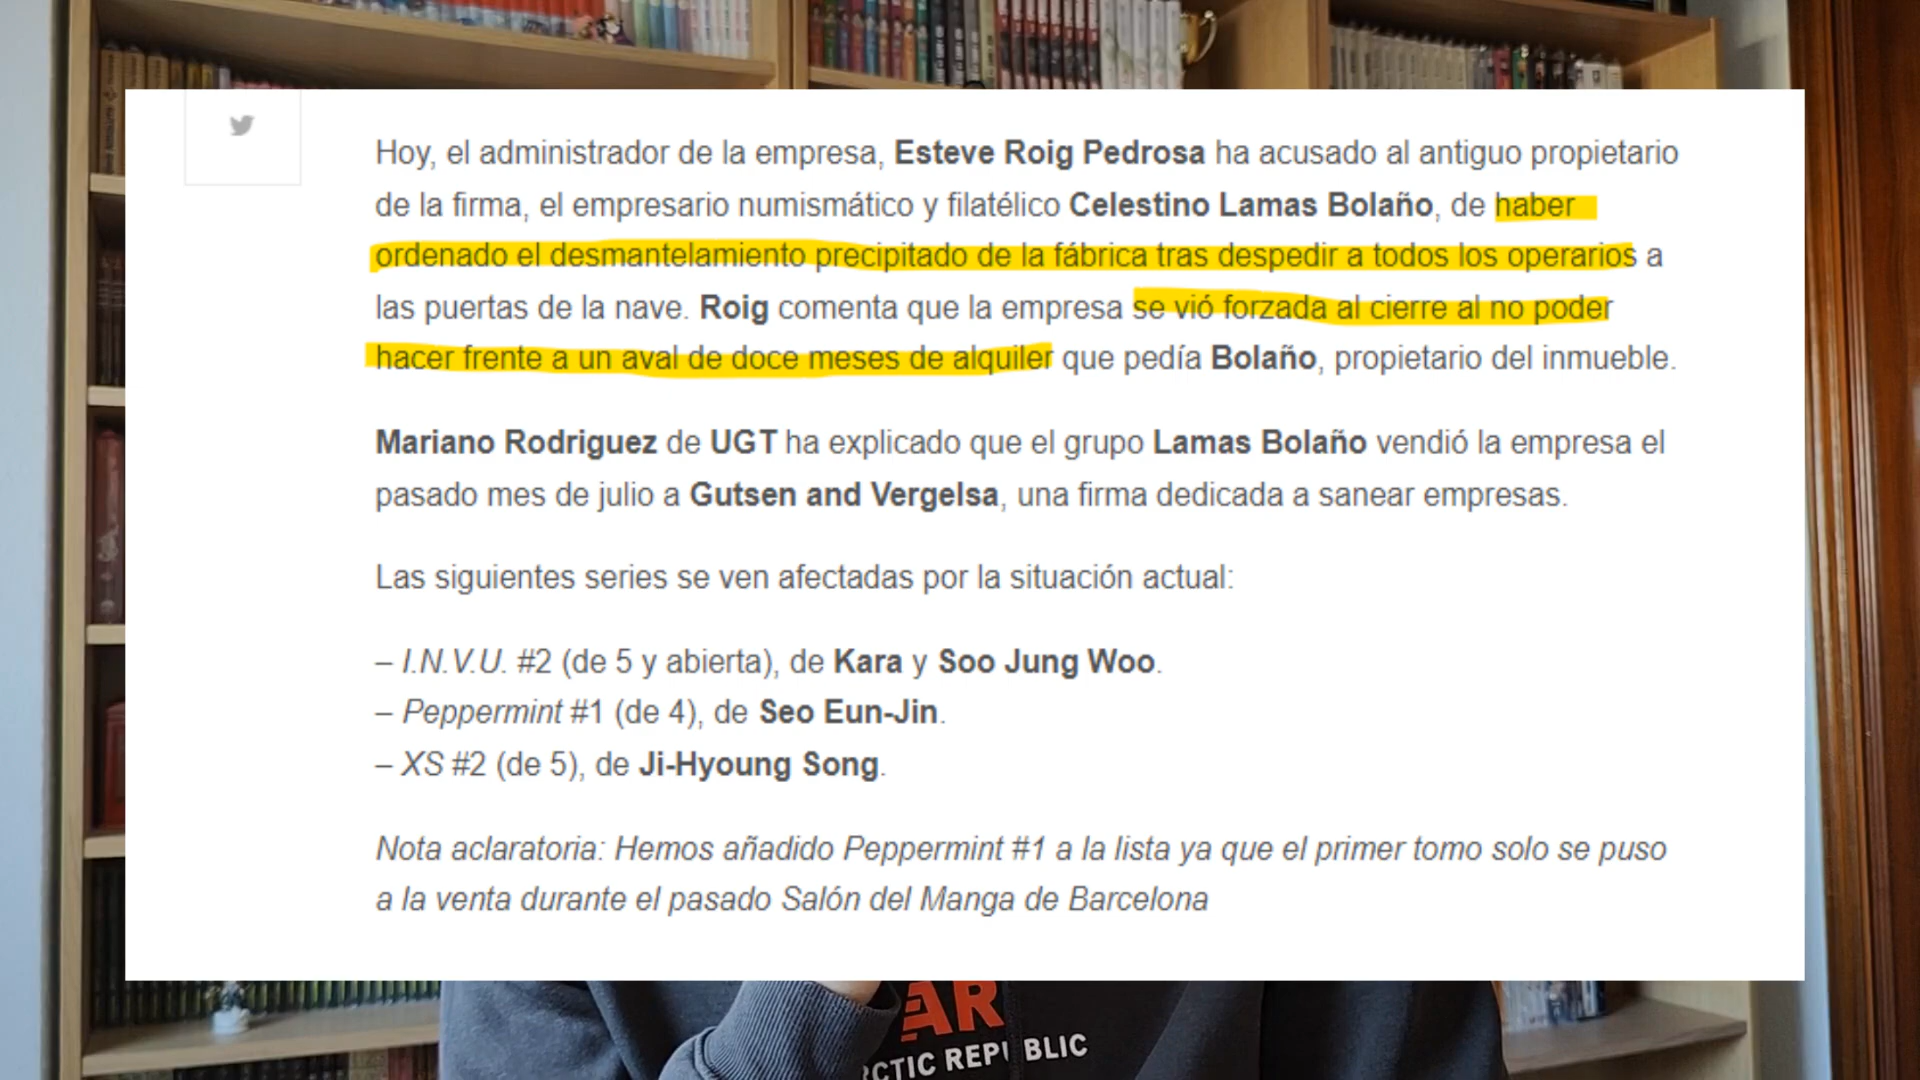 Hoy, el administrador de la empresa, Esteve Roig Pedrosa ha acusado al antiguo propietario
de la firma, el empresario numismático y filatélico Celestino Lamas Bolaño, de haber
ordenado el desmantelamiento precipitado de la fábrica tras despedir a todos los operarios a
las puertas de la nave. Roig comenta que la empresa se vió forzada al cierre al no poder
hacer frente a un aval de doce meses de alquiler que pedía Bolaño, propietario del inmueble.
Mariano Rodriguez de UGT ha explicado que el grupo Lamas Bolaño vendió la empresa el
pasado mes de julio a Gutsen and Vergelsa, una firma dedicada a sanear empresas.
Las siguientes series se ven afectadas por la situación actual:
– I.N.V.U. #2 (de 5 y abierta), de Kara y Soo Jung Woo.
– Peppermint #1 (de 4), de Seo Eun-Jin.
– XS #2 (de 5), de Ji-Hyoung Song.
Nota aclaratoria: Hemos añadido Peppermint #1 a la lista ya que el primer tomo solo se puso
a la venta durante el pasado Salón del Manga de Barcelona
AR
CTIC REPUBLIC